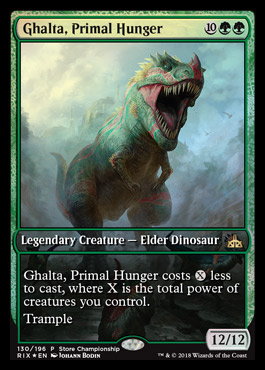 Ghalta, Primal Hunger 10
Legendary Creature — Elder Dinosaur
Ghalta, Primal Hunger costs X less
to cast, where X is the total power of
creatures you control.
Trample
12/12
130/196 P Store Championship
RIX★EN Johann Bodin
™ & © 2018 Wizards of the Coast